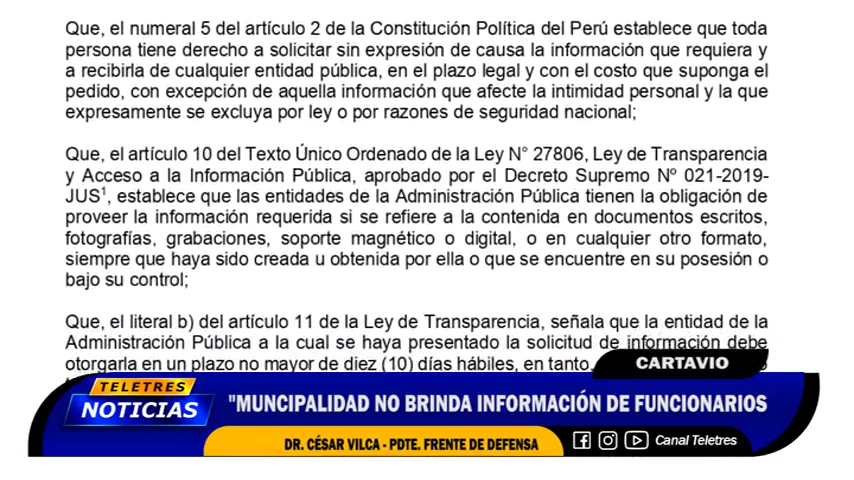 Que, el numeral 5 del artículo 2 de la Constitución Política del Perú establece que toda
persona tiene derecho a solicitar sin expresión de causa la información que requiera y
a recibirla de cualquier entidad pública, en el plazo legal y con el costo que suponga el
pedido, con excepción de aquella información que afecte la intimidad personal y la que
expresamente se excluya por ley o por razones de seguridad nacional;
Que, el artículo 10 del Texto Único Ordenado de la Ley N° 27806, Ley de Transparencia
y Acceso a la Información Pública, aprobado por el Decreto Supremo Nº 021-2019-
JUS¹, establece que las entidades de la Administración Pública tienen la obligación de
proveer la información requerida si se refiere a la contenida en documentos escritos,
fotografías, grabaciones, soporte magnético o digital, o en cualquier otro formato,
siempre que haya sido creada u obtenida por ella o que se encuentre en su posesión o
bajo su control;
Que, el literal b) del artículo 11 de la Ley de Transparencia, señala que la entidad de la
Administración Pública a la cual se haya presentado la solicitud de información debe
otorgarla en un plazo no mayor de diez (10) días hábiles, en tanto,
CARTAVIO
TELETRES
NOTICIAS
"MUNCIPALIDAD NO BRINDA INFORMACIÓN DE FUNCIONARIOS
DR. CÉSAR VILCA - PDTE. FRENTE DE DEFENSA
Canal Teletres